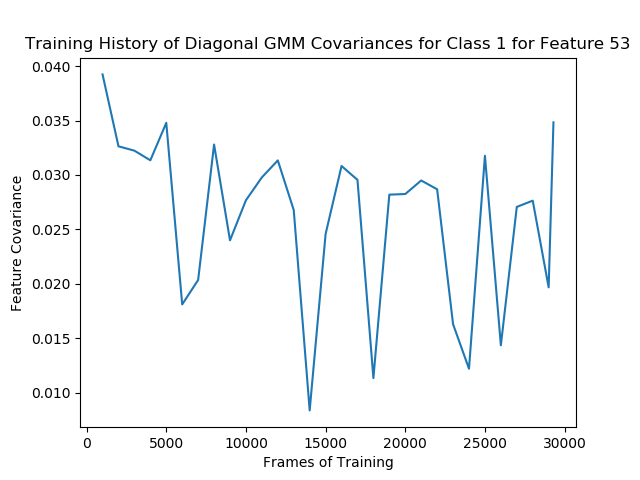 Training History of Diagonal GMM Covariances for Class 1 for Feature 53
0.040
0.035
0.030
0.025
0.020
0.015
0.010
Feature Covariance
0 5000 10000 15000 20000 25000 30000
Frames of Training